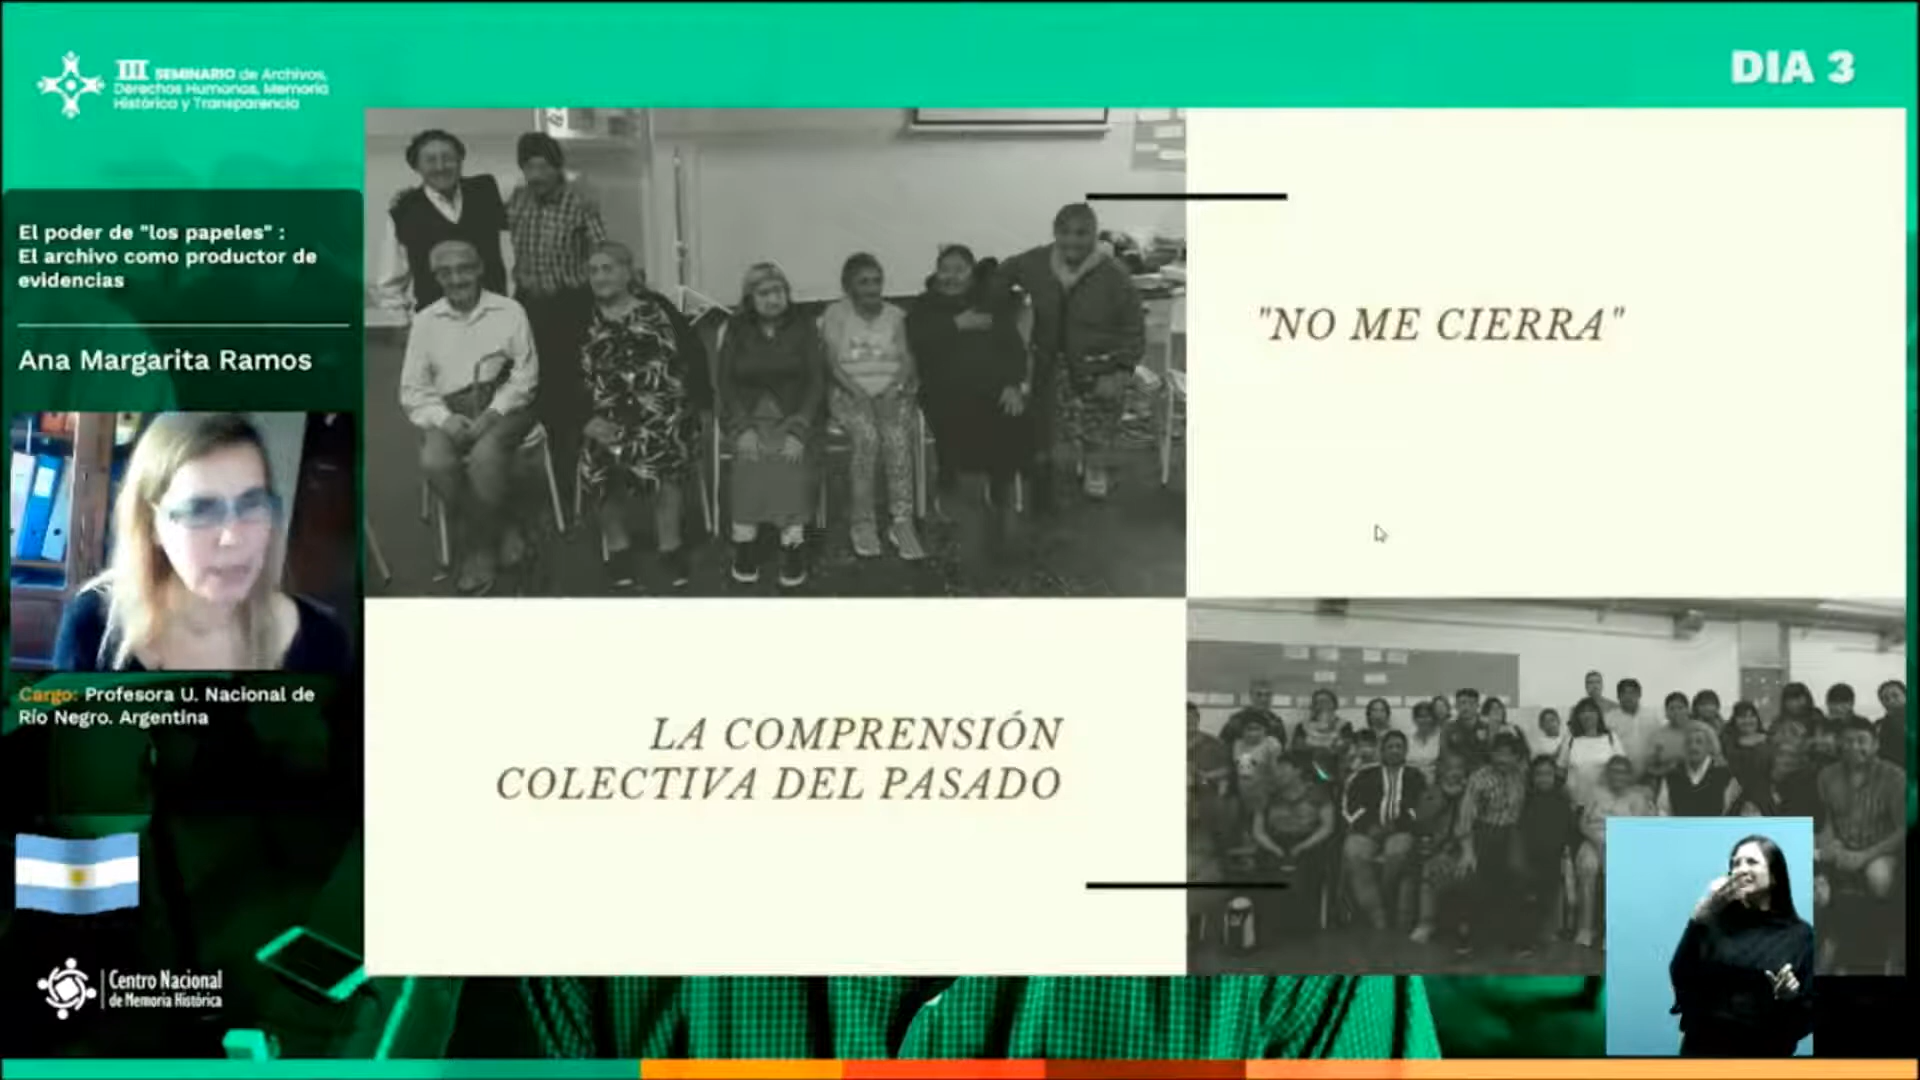 III SEMINARIO de Archivos,
Derechos Humanos, Memoria
Histórica y Transparencia
DIA 3
El poder de "los papeles" :
El archivo como productor de
evidencias
Ana Margarita Ramos
Cargo: Profesora U. Nacional de
Río Negro. Argentina
"NO ME CIERRA"
LA COMPRENSIÓN
COLECTIVA DEL PASADO
Centro Nacional
de Memoria Histórica